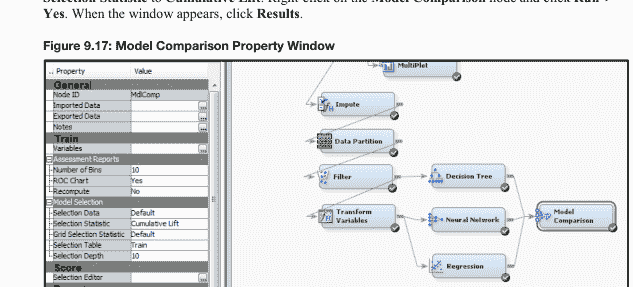 Selection Statistic to Cumulative Lift. Right click on the Model Comparison node and click Run >
Yes. When the window appears, click Results.
Figure 9.17: Model Comparison Property Window
.. Property Value
General
Node ID MdlComp
Imported Data ...
Exported Data ...
Notes ...
Train
Variables ...
Assessment Reports
Number of Bins 10
ROC Chart Yes
Recompute No
Model Selection
Selection Data Default
Selection Statistic Cumulative Lift
Grid Selection Statistic Default
Selection Table Train
Selection Depth 10
Score
Selection Editor ...
MultiPlot
Impute
Data Partition
Filter
Decision Tree
Transform
Variables
Neural Network
Model
Comparison
Regression